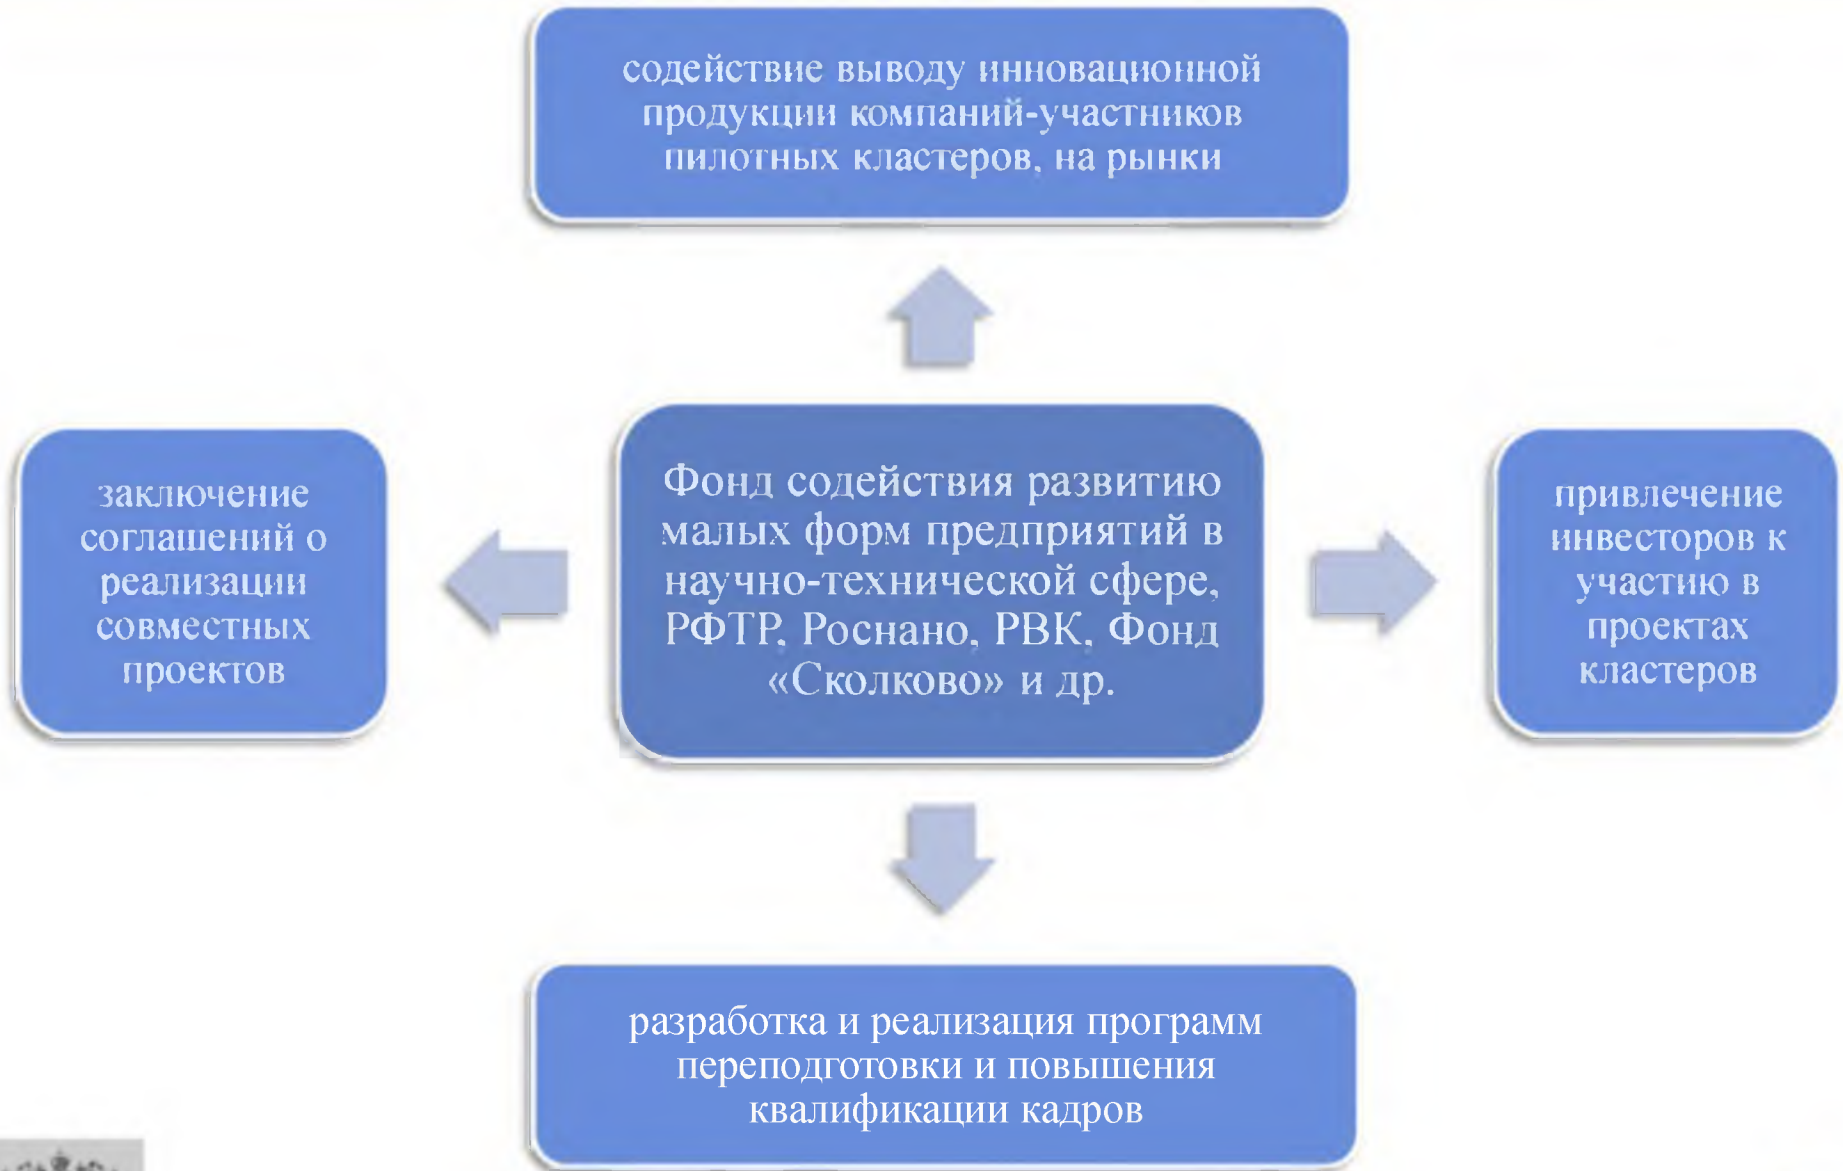 содействие выводу инновационной
продукции компаний-участников
пилотных кластеров, на рынки
заключение
соглашений о
реализации
совместных
проектов
Фонд содействия развитию
малых форм предприятий в
научно-технической сфере,
РФТР, Роснано, РВК, Фонд
«Сколково» и др.
привлечение
инвесторов к
участию в
проектах
кластеров
разработка и реализация программ
переподготовки и повышения
квалификации кадров